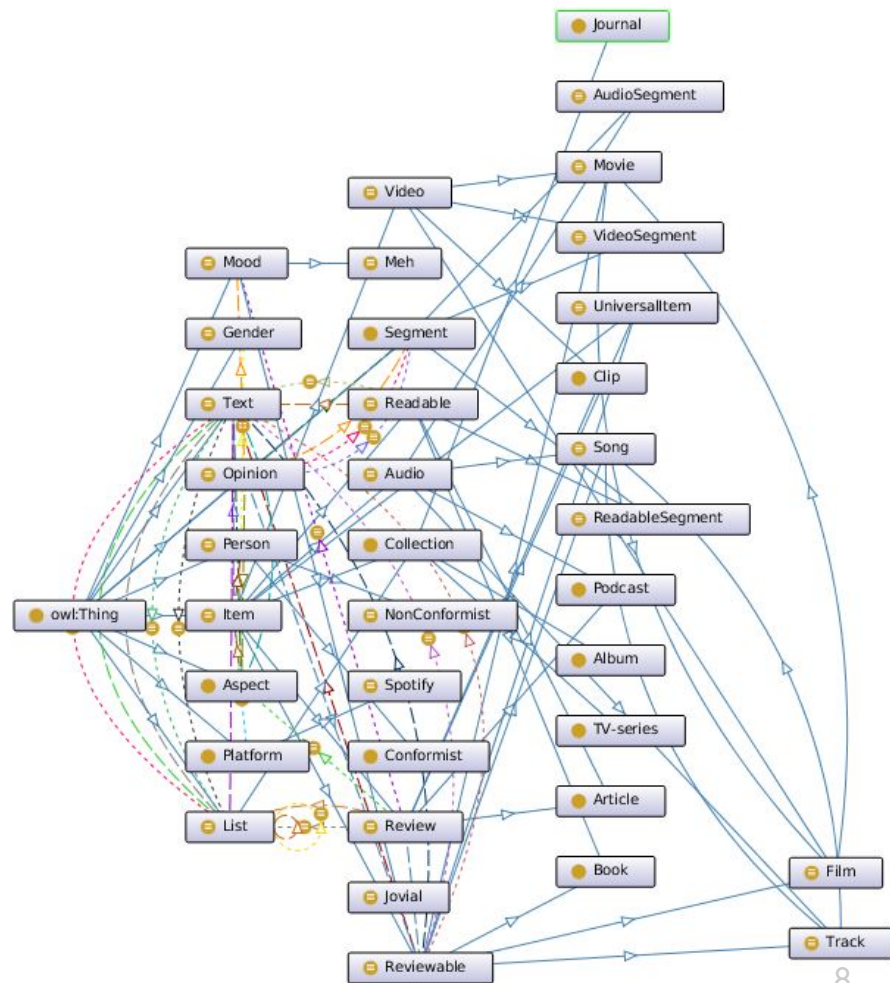 Journal
AudioSegment
Movie
Video
VideoSegment
Mood
Meh
UniversalItem
Gender
Segment
Clip
Text
Readable
Song
Opinion
Audio
ReadableSegment
Person
Collection
Podcast
owl:Thing
Item
NonConformist
Album
Aspect
Spotify
TV-series
Platform
Conformist
Article
List
Review
Book
Film
Jovial
Track
Reviewable
8